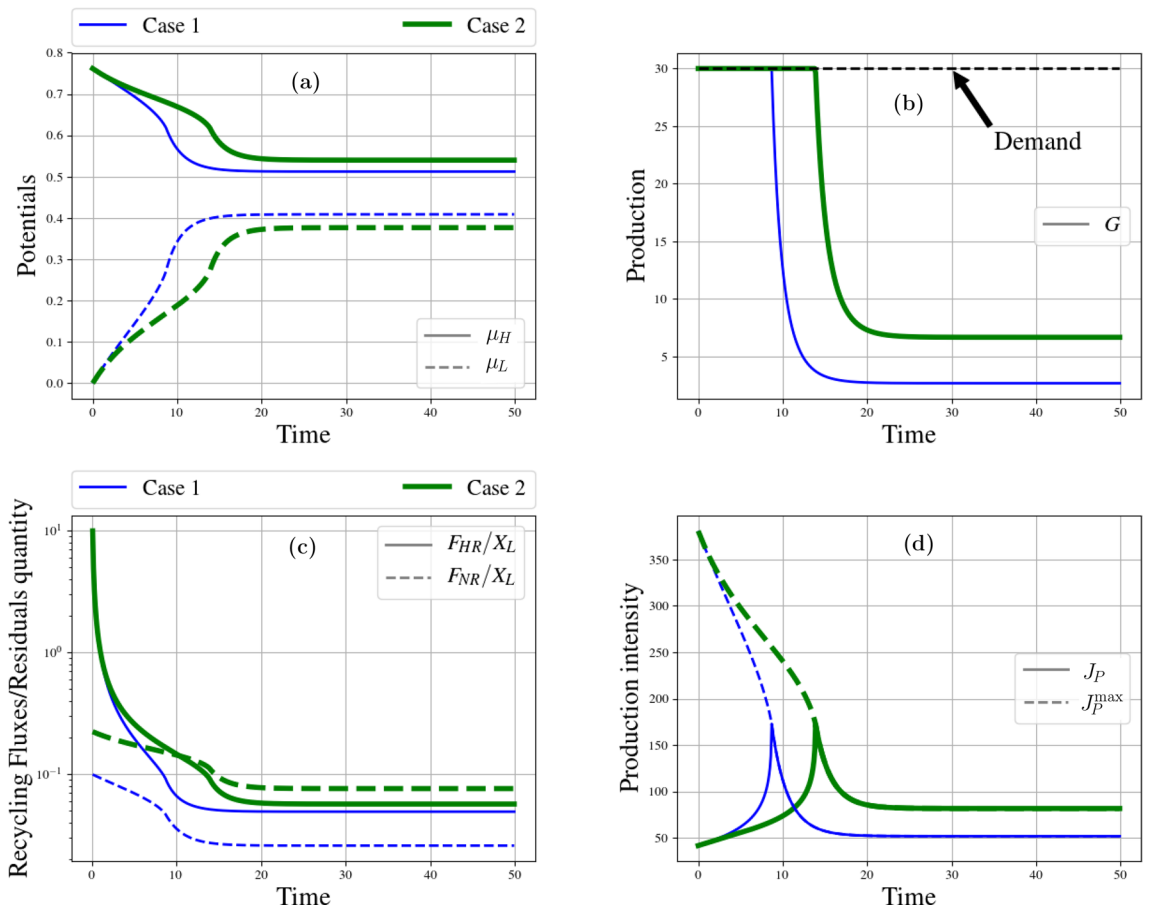 Case 1 Case 2
0.8
0.7
0.6
0.5
0.4
0.3
0.2
0.1
0.0
Potentials
(a)
μ_H
μ_L
0 10 20 30 40 50
Time
30
25
20
15
10
5
Production
(b)
Demand
G
0 10 20 30 40 50
Time
Case 1 Case 2
10^1
10^0
10^−1
Recycling Fluxes/Residuals quantity
(c)
F_HR/X_L
F_NR/X_L
0 10 20 30 40 50
Time
350
300
250
200
150
100
50
Production intensity
(d)
J_P
J_P^max
0 10 20 30 40 50
Time